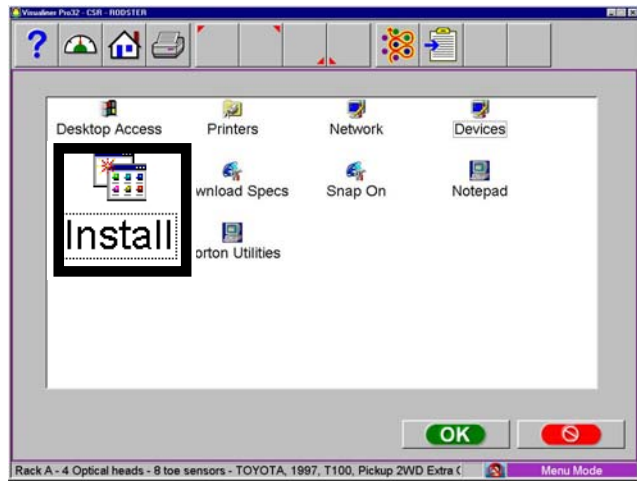 Visualiner Pro32 - CSR - RODSTER
?
Desktop Access Printers Network Devices
Install
wnload Specs Snap On Notepad
orton Utilities
OK
Rack A - 4 Optical heads - 8 toe sensors - TOYOTA, 1997, T100, Pickup 2WD Extra ( Menu Mode